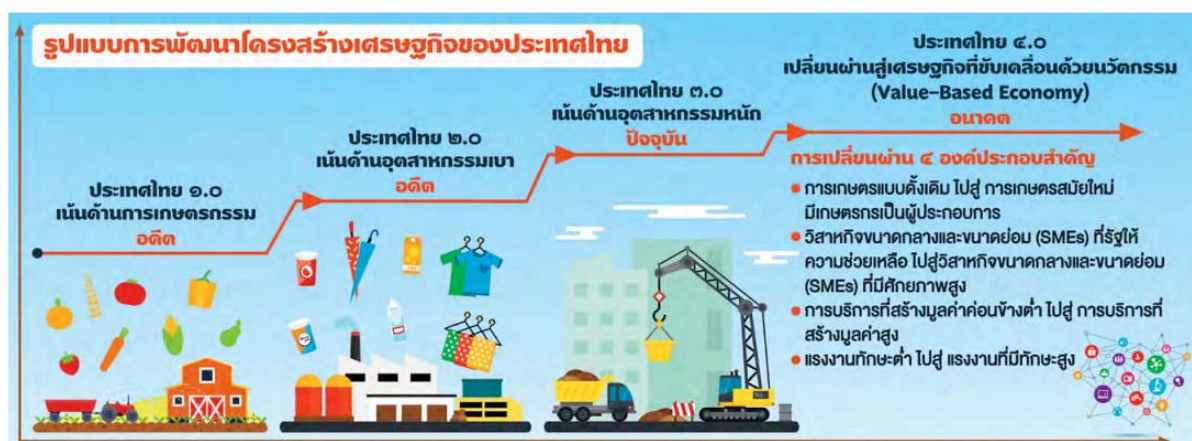 รูปแบบการพัฒนาโครงสร้างเศรษฐกิจของประเทศไทย
ประเทศไทย ๑.๐
เน้นด้านการเกษตรกรรม
อดีต
ประเทศไทย ๒.๐
เน้นด้านอุตสาหกรรมเบา
อดีต
ประเทศไทย ๓.๐
เน้นด้านอุตสาหกรรมหนัก
ปัจจุบัน
ประเทศไทย ๔.๐
เปลี่ยนผ่านสู่เศรษฐกิจที่ขับเคลื่อนด้วยนวัตกรรม
(Value-Based Economy)
อนาคต
การเปลี่ยนผ่าน ๔ องค์ประกอบสำคัญ
• การเกษตรแบบดั้งเดิม ไปสู่ การเกษตรสมัยใหม่
มีเกษตรกรเป็นผู้ประกอบการ
• วิสาหกิจขนาดกลางและขนาดย่อม (SMEs) ที่รัฐให้
ความช่วยเหลือ ไปสู่วิสาหกิจขนาดกลางและขนาดย่อม
(SMEs) ที่มีศักยภาพสูง
• การบริการที่สร้างมูลค่าค่อนข้างต่ำ ไปสู่ การบริการที่
สร้างมูลค่าสูง
• แรงงานทักษะต่ำ ไปสู่ แรงงานที่มีทักษะสูง